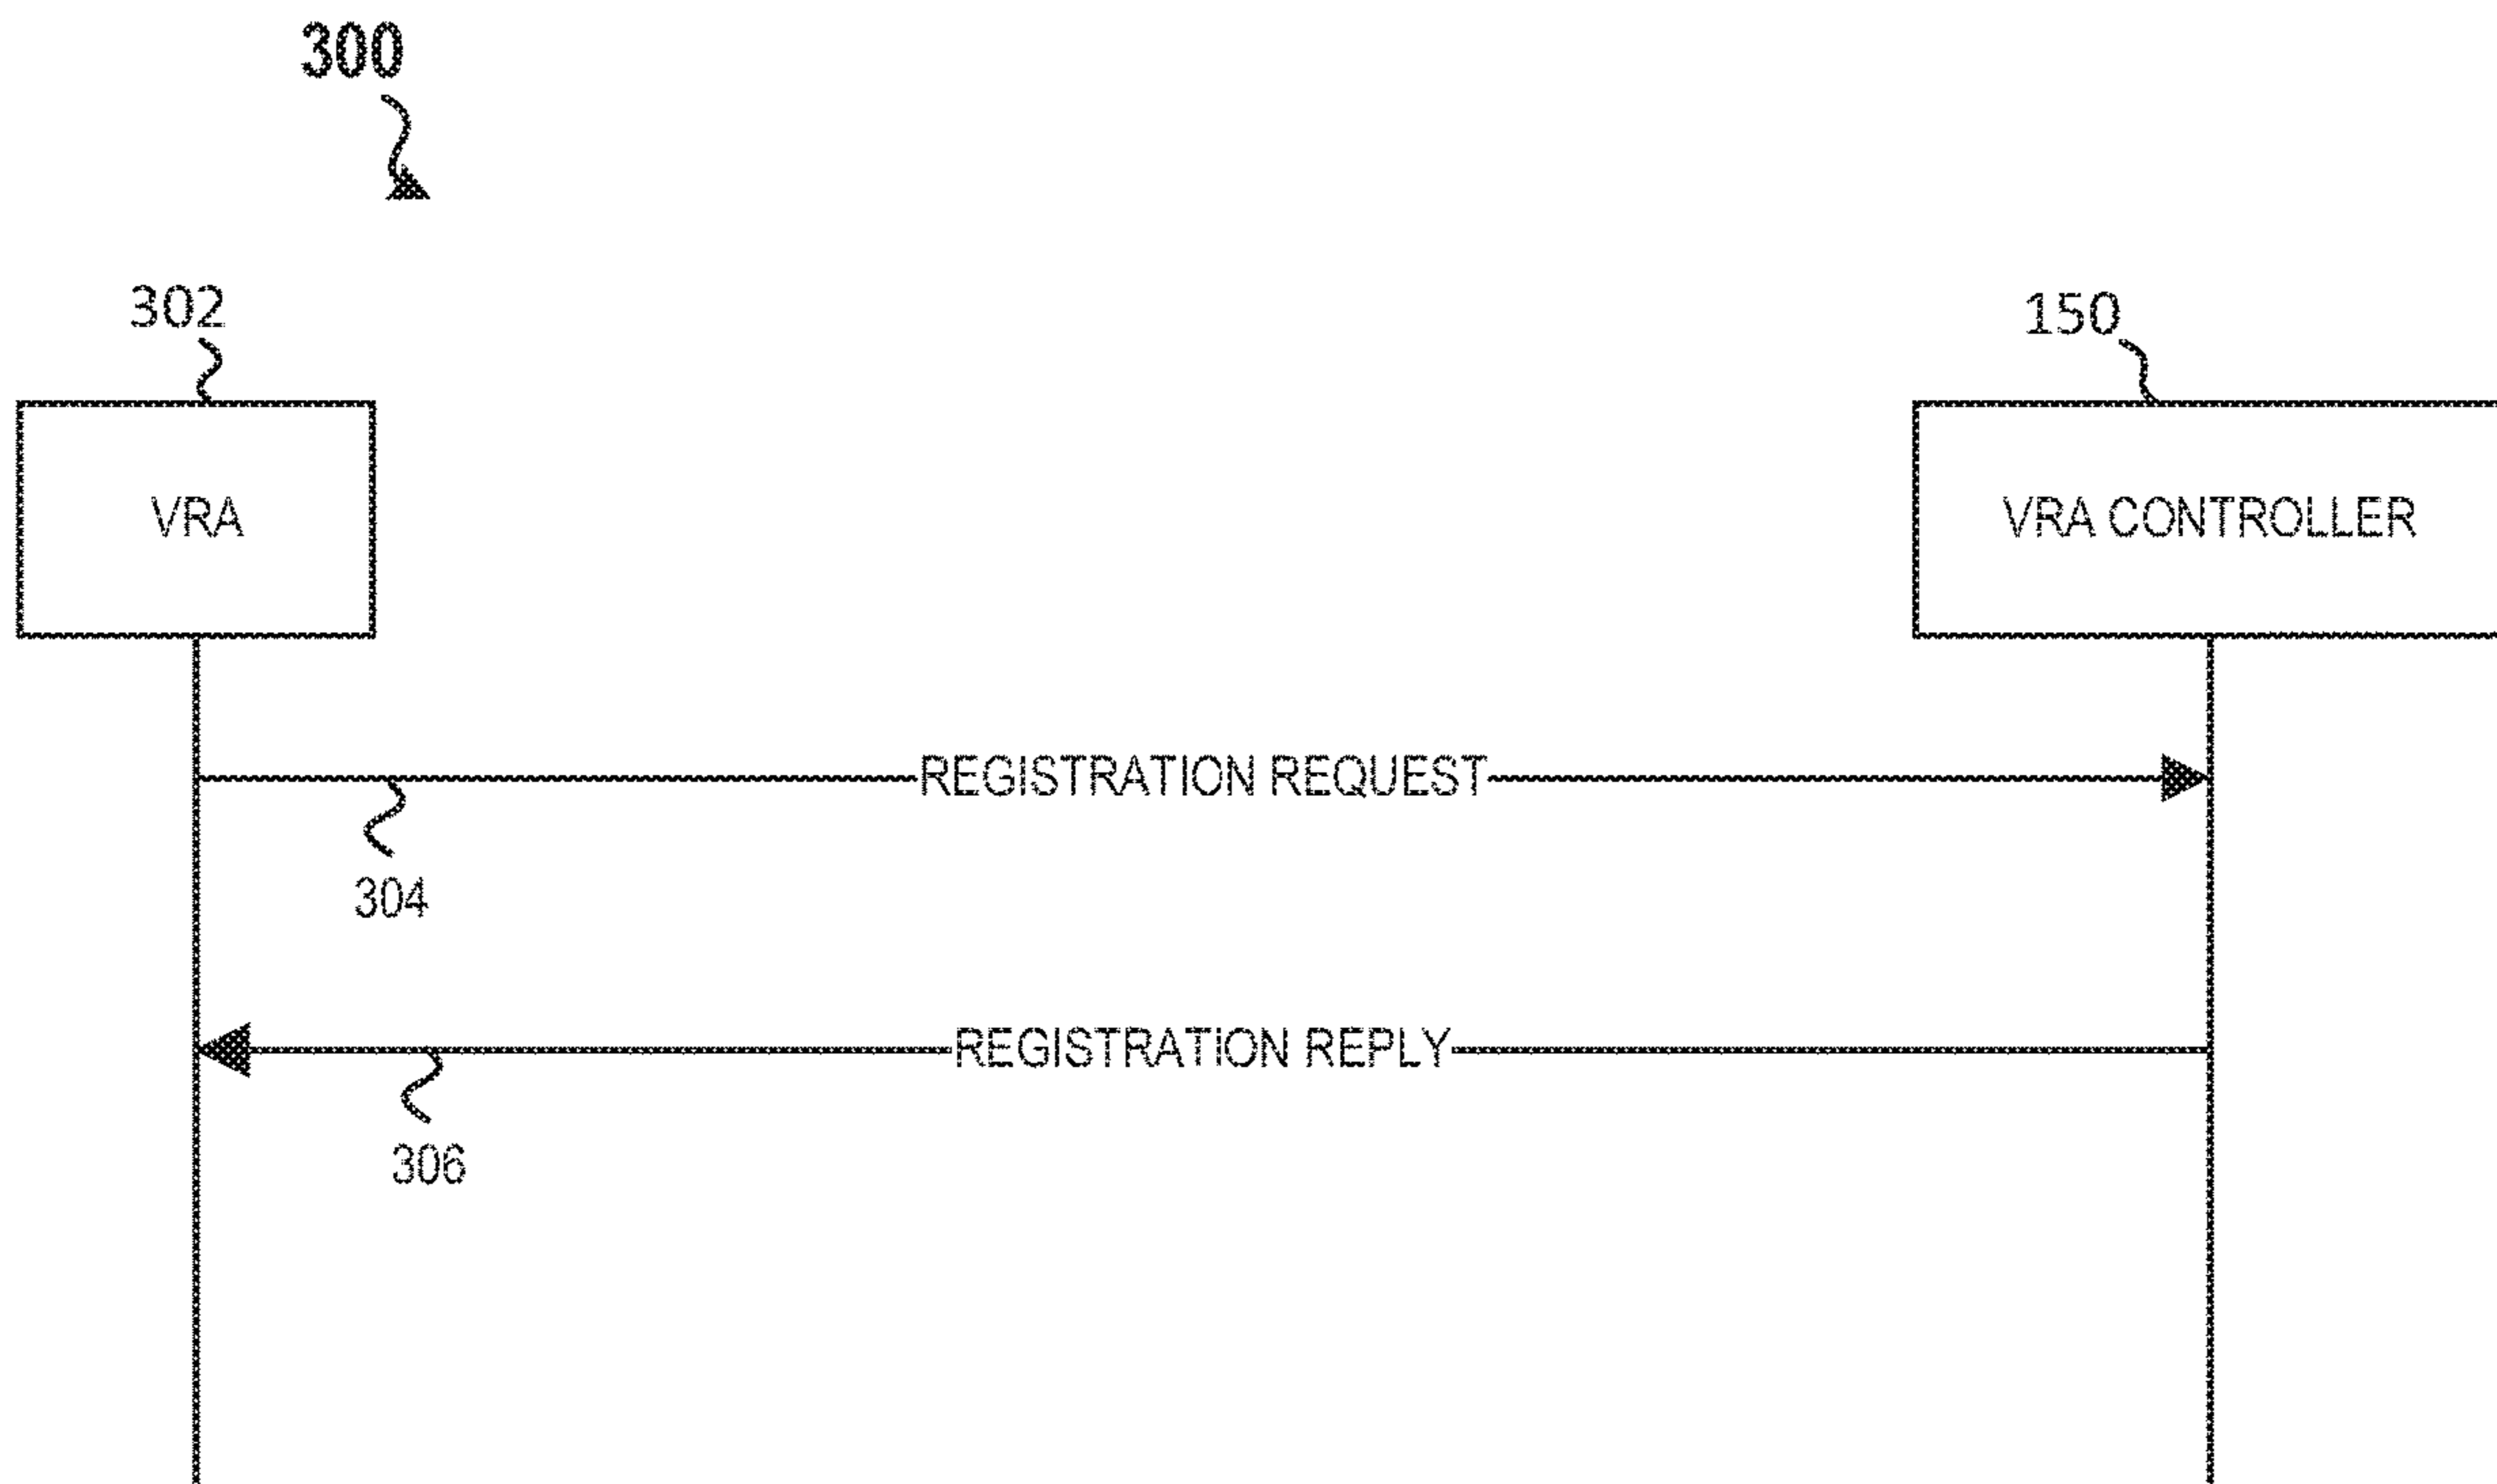 300
302
150
VRA
VRA CONTROLLER
REGISTRATION REQUEST
304
REGISTRATION REPLY
306